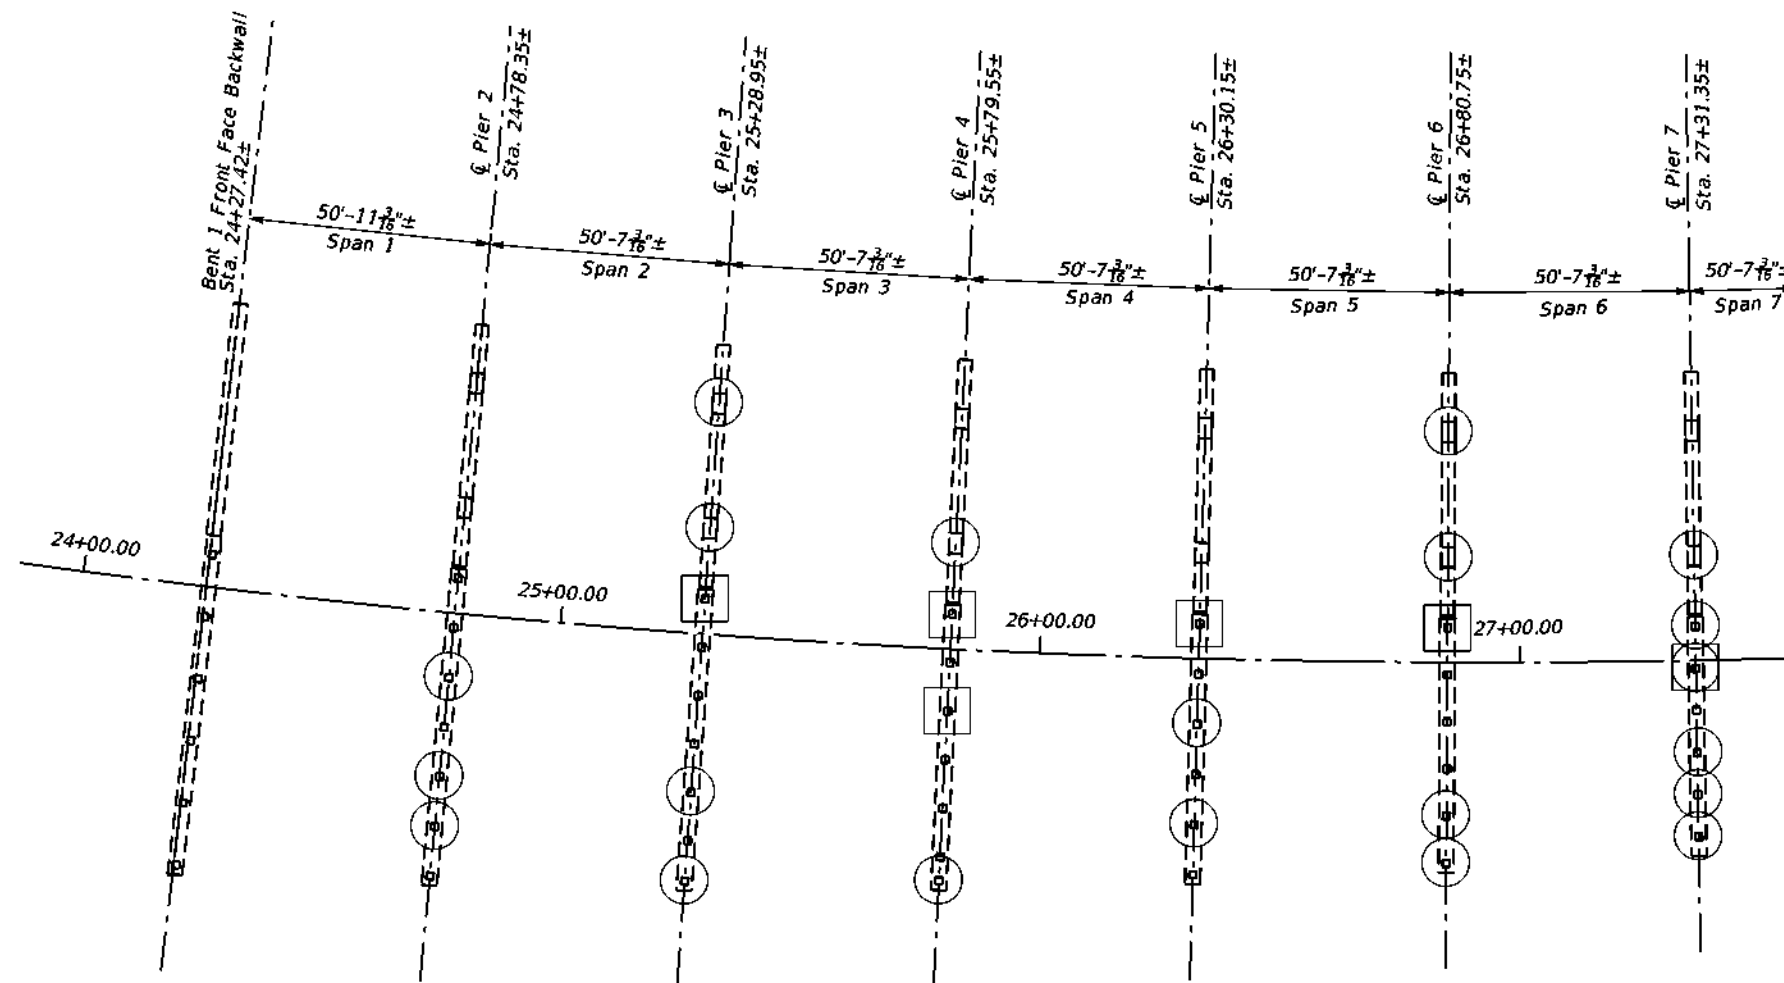 Bent 1 Front Face Backwall
Sta. 24+27.42±
℄ Pier 2
Sta. 24+78.35±
℄ Pier 3
Sta. 25+28.95±
℄ Pier 4
Sta. 25+79.55±
℄ Pier 5
Sta. 26+30.15±
℄ Pier 6
Sta. 26+80.75±
℄ Pier 7
Sta. 27+31.35±
50'-11 3/16"±
Span 1
50'-7 3/16"±
Span 2
50'-7 3/16"±
Span 3
50'-7 3/16"±
Span 4
50'-7 3/16"±
Span 5
50'-7 3/16"±
Span 6
50'-7 3/16"±
Span 7
24+00.00
25+00.00
26+00.00
27+00.00